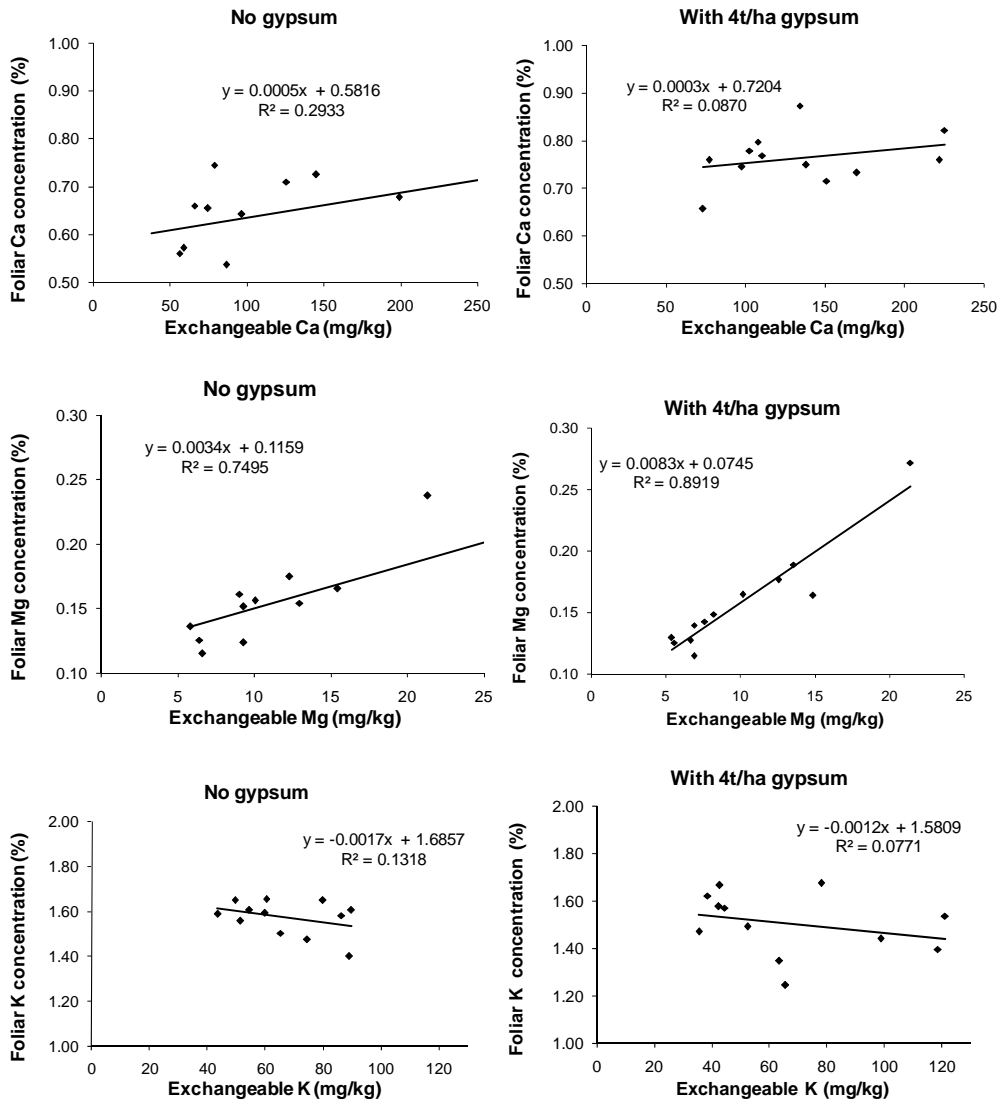 No gypsum
Foliar Ca concentration (%)
1.00
0.90
0.80
0.70
0.60
0.50
y = 0.0005x + 0.5816
R² = 0.2933
0 50 100 150 200 250
Exchangeable Ca (mg/kg)
With 4t/ha gypsum
Foliar Ca concentration (%)
1.00
0.90
0.80
0.70
0.60
0.50
y = 0.0003x + 0.7204
R² = 0.0870
0 50 100 150 200 250
Exchangeable Ca (mg/kg)
No gypsum
Foliar Mg concentration (%)
0.30
0.25
0.20
0.15
0.10
y = 0.0034x + 0.1159
R² = 0.7495
0 5 10 15 20 25
Exchangeable Mg (mg/kg)
With 4t/ha gypsum
Foliar Mg concentration (%)
0.30
0.25
0.20
0.15
0.10
y = 0.0083x + 0.0745
R² = 0.8919
0 5 10 15 20 25
Exchangeable Mg (mg/kg)
No gypsum
Foliar K concentration (%)
2.00
1.80
1.60
1.40
1.20
1.00
y = -0.0017x + 1.6857
R² = 0.1318
0 20 40 60 80 100 120
Exchangeable K (mg/kg)
With 4t/ha gypsum
Foliar K concentration (%)
2.00
1.80
1.60
1.40
1.20
1.00
y = -0.0012x + 1.5809
R² = 0.0771
0 20 40 60 80 100 120
Exchangeable K (mg/kg)